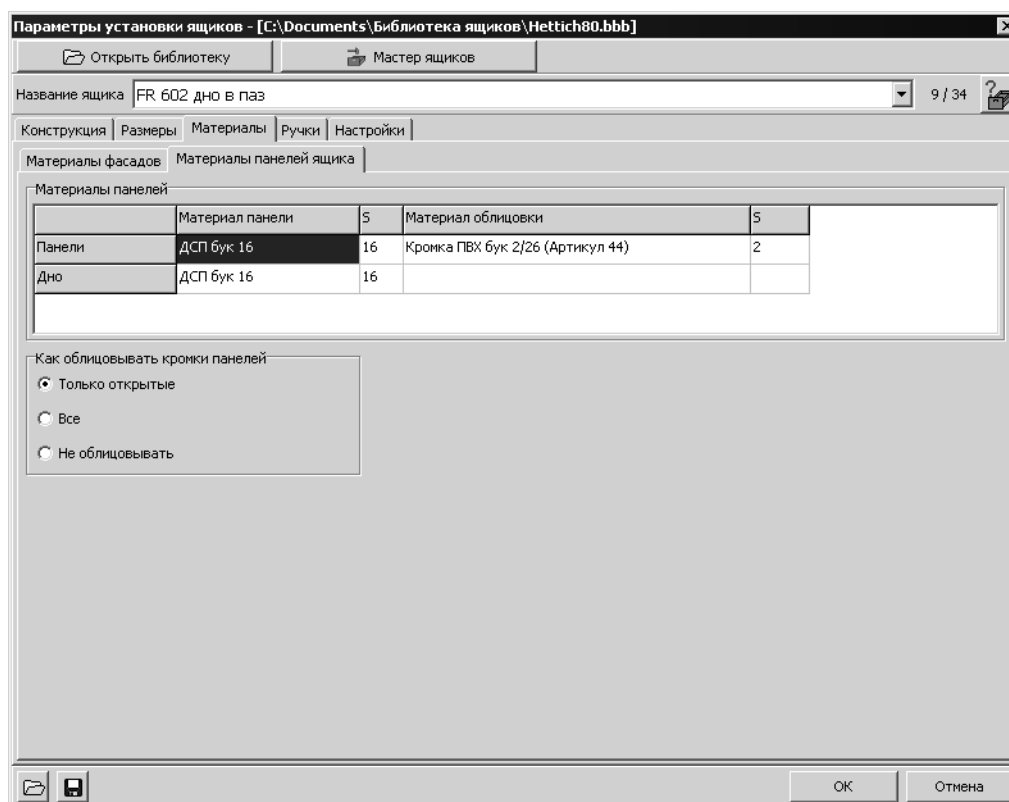 Параметры установки ящиков - [C:\Documents\Библиотека ящиков\Hettich80.bbb]
Открыть библиотеку Мастер ящиков
Название ящика FR 602 дно в паз 9 / 34
Конструкция Размеры Материалы Ручки Настройки
Материалы фасадов Материалы панелей ящика
Материалы панелей
Материал панели S Материал облицовки S
Панели ДСП бук 16 16 Кромка ПВХ бук 2/26 (Артикул 44) 2
Дно ДСП бук 16 16
Как облицовывать кромки панелей
Только открытые
Все
Не облицовывать
ОК Отмена